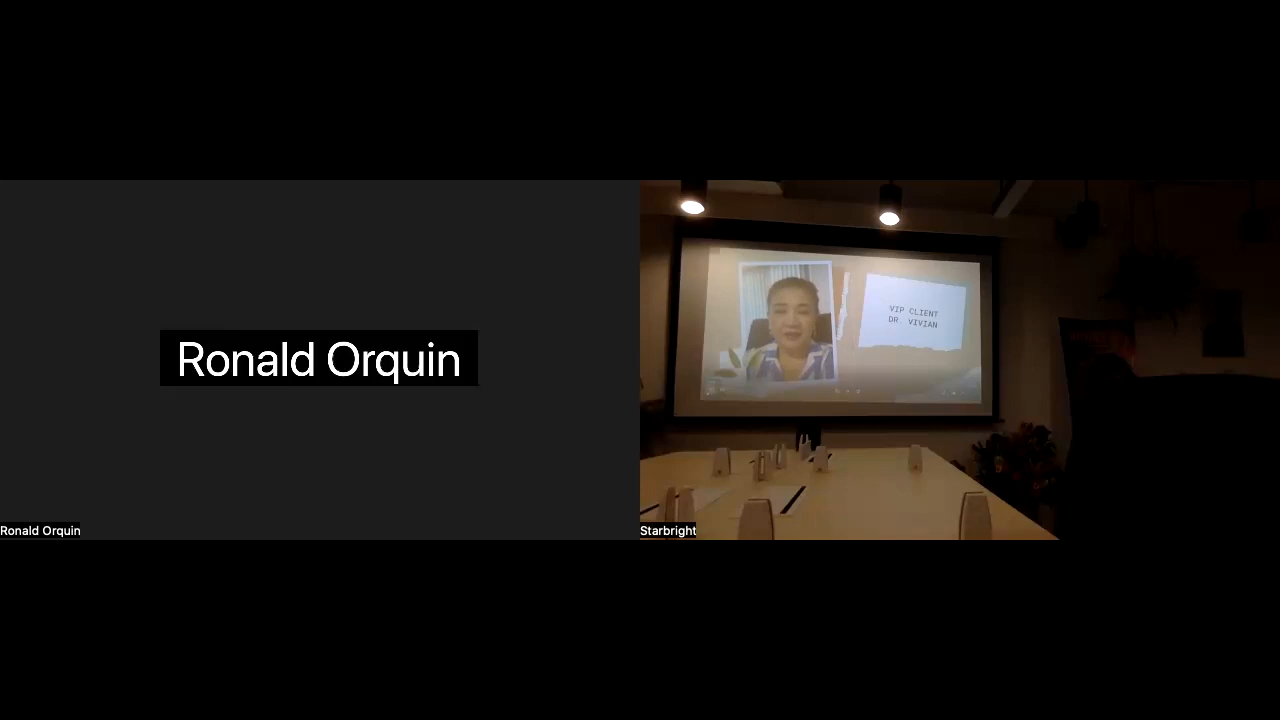 Ronald Orquin
Ronald Orquin
VIP CLIENT
DR. VIVIAN
Starbright